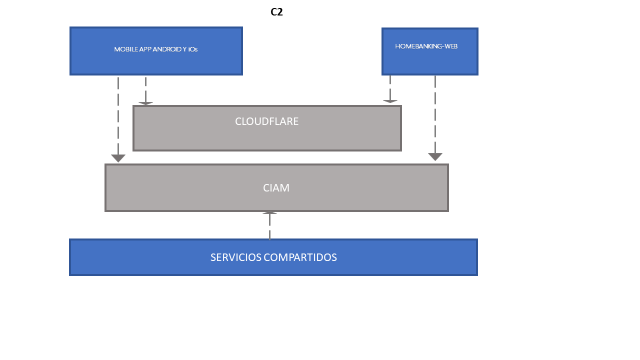 C2
MOBILE APP ANDROID Y iOs
HOMEBANKING-WEB
CLOUDFLARE
CIAM
SERVICIOS COMPARTIDOS